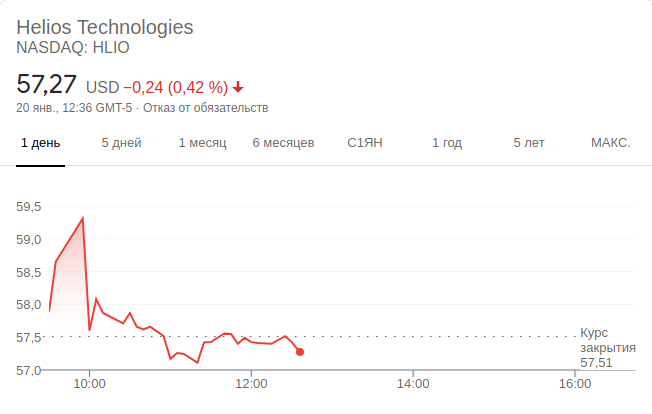 Helios Technologies
NASDAQ: HLIO
57,27 USD −0,24 (0,42 %)
20 янв., 12:36 GMT-5 · Отказ от обязательств
1 день 5 дней 1 месяц 6 месяцев С1ЯН 1 год 5 лет МАКС.
59,5
59,0
58,5
58,0
57,5
57,0
Курс
закрытия
57,51
10:00 12:00 14:00 16:00